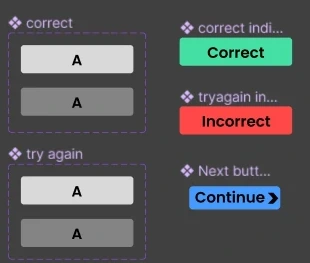 correct
A
A
try again
A
A
correct indi...
Correct
tryagain in...
Incorrect
Next butt...
Continue